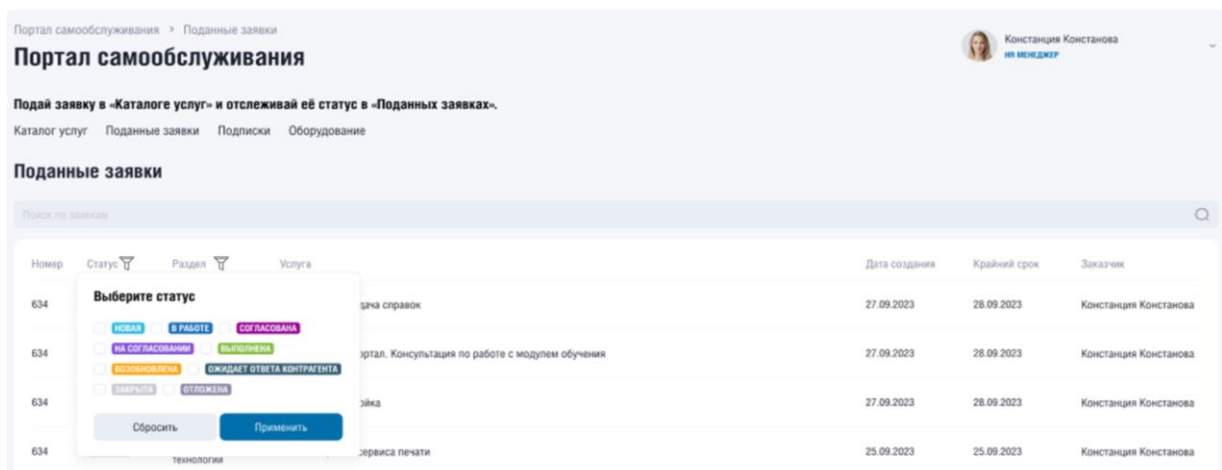 Портал самообслуживания > Поданные заявки
Констанция Констанова
Портал самообслуживания
HR МЕНЕДЖЕР
Подай заявку в «Каталоге услуг» и отслеживай её статус в «Поданных заявках».
Каталог услуг Поданные заявки Подписки Оборудование
Поданные заявки
Поиск по заявкам
Номер Статус Раздел Услуга Дата создания Крайний срок Заказчик
Выберите статус
634 дача справок 27.09.2023 28.09.2023 Констанция Констанова
НОВАЯ В РАБОТЕ СОГЛАСОВАНА
НА СОГЛАСОВАНИИ ВЫПОЛНЕНА
634 ортал. Консультация по работе с модулем обучения 27.09.2023 28.09.2023 Констанция Констанова
ВОЗОБНОВЛЕНА ОЖИДАЕТ ОТВЕТА КОНТРАГЕНТА
ЗАКРЫТА ОТЛОЖЕНА
634 ойка 27.09.2023 28.09.2023 Констанция Констанова
Сбросить Применить
634 сервиса печати 25.09.2023 25.09.2023 Констанция Констанова
технологии